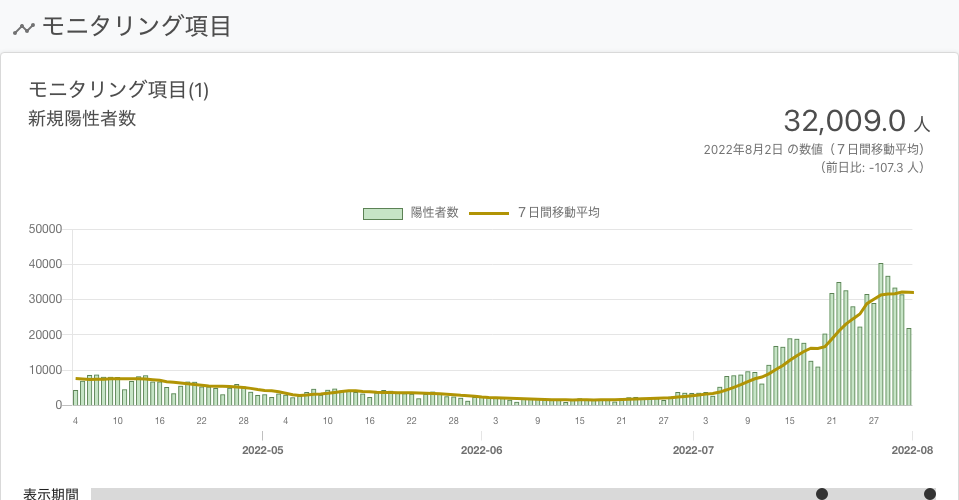 モニタリング項目
モニタリング項目(1)
新規陽性者数
32,009.0 人
2022年8月2日 の数値（７日間移動平均）
（前日比: -107.3 人）
陽性者数 ７日間移動平均
50000
40000
30000
20000
10000
0
4 10 16 22 28 4 10 16 22 28 3 9 15 21 27 3 9 15 21 27
2022-05 2022-06 2022-07 2022-08
表示期間